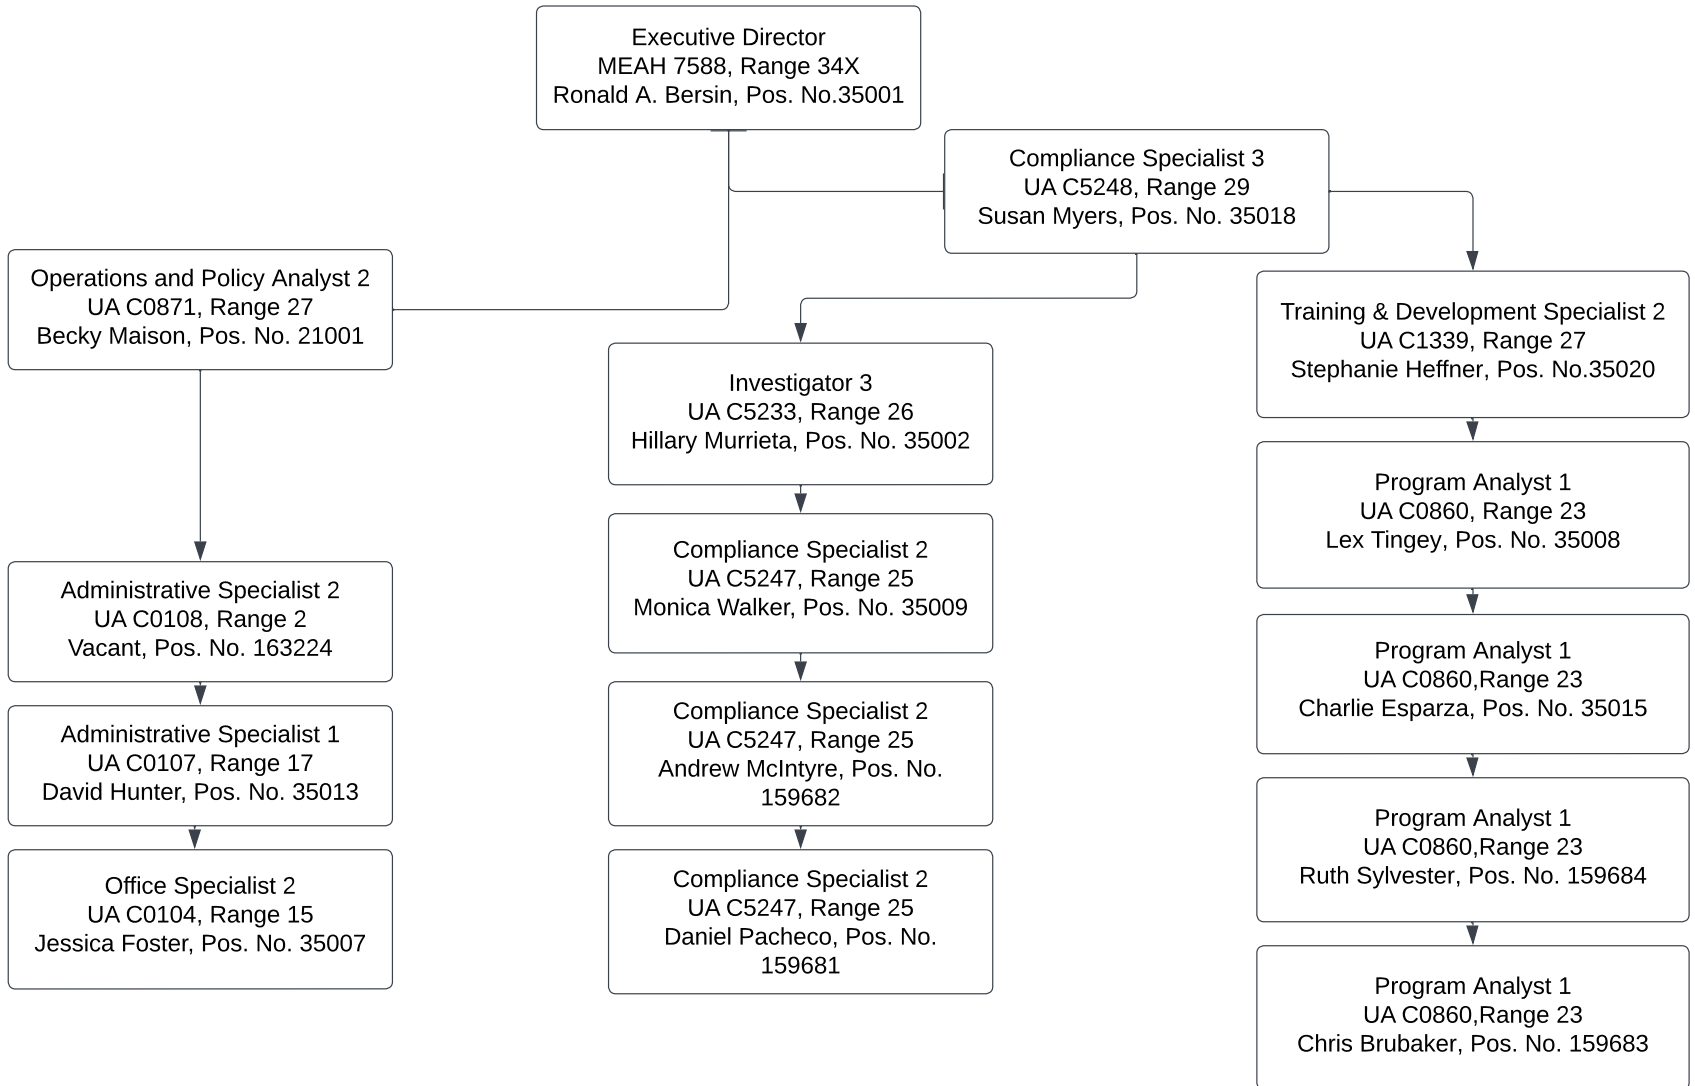 Executive Director
MEAH 7588, Range 34X
Ronald A. Bersin, Pos. No.35001
Compliance Specialist 3
UA C5248, Range 29
Susan Myers, Pos. No. 35018
Operations and Policy Analyst 2
UA C0871, Range 27
Becky Maison, Pos. No. 21001
Administrative Specialist 2
UA C0108, Range 2
Vacant, Pos. No. 163224
Administrative Specialist 1
UA C0107, Range 17
David Hunter, Pos. No. 35013
Office Specialist 2
UA C0104, Range 15
Jessica Foster, Pos. No. 35007
Investigator 3
UA C5233, Range 26
Hillary Murrieta, Pos. No. 35002
Compliance Specialist 2
UA C5247, Range 25
Monica Walker, Pos. No. 35009
Compliance Specialist 2
UA C5247, Range 25
Andrew McIntyre, Pos. No.
159682
Compliance Specialist 2
UA C5247, Range 25
Daniel Pacheco, Pos. No.
159681
Training & Development Specialist 2
UA C1339, Range 27
Stephanie Heffner, Pos. No.35020
Program Analyst 1
UA C0860, Range 23
Lex Tingey, Pos. No. 35008
Program Analyst 1
UA C0860,Range 23
Charlie Esparza, Pos. No. 35015
Program Analyst 1
UA C0860,Range 23
Ruth Sylvester, Pos. No. 159684
Program Analyst 1
UA C0860,Range 23
Chris Brubaker, Pos. No. 159683